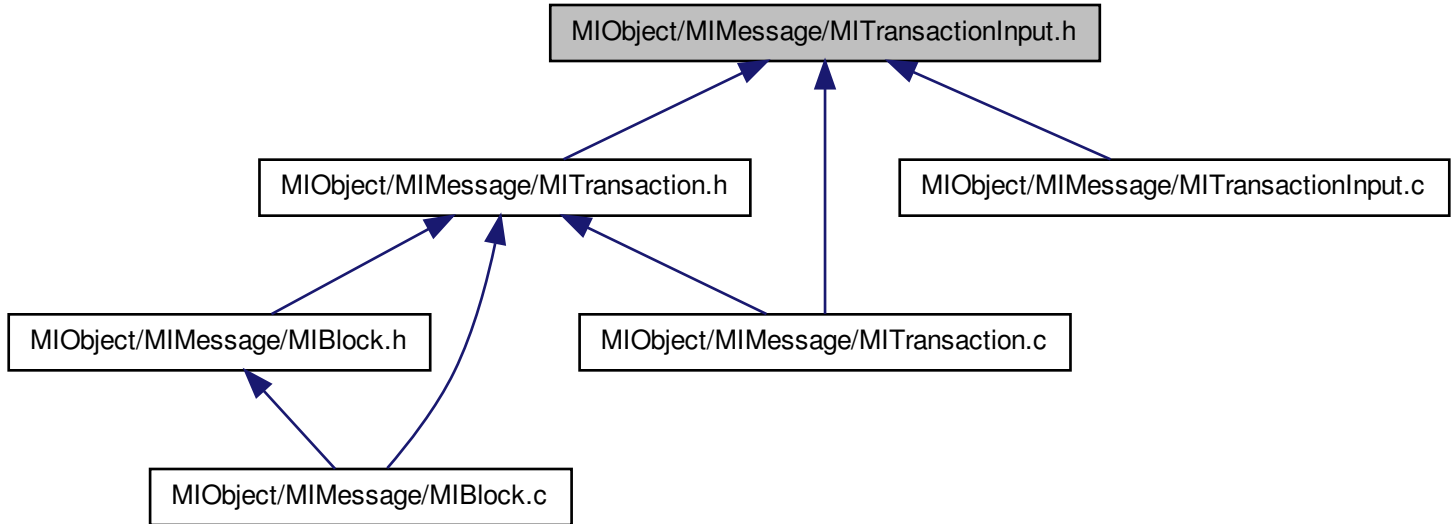 MIObject/MIMessage/MITransactionInput.h
MIObject/MIMessage/MITransaction.h
MIObject/MIMessage/MITransactionInput.c
MIObject/MIMessage/MIBlock.h
MIObject/MIMessage/MITransaction.c
MIObject/MIMessage/MIBlock.c